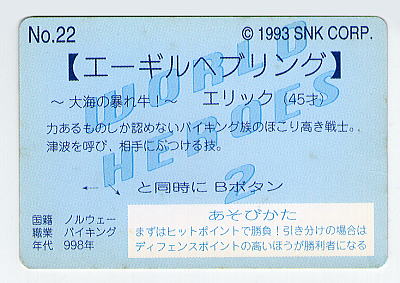 No.22
© 1993 SNK CORP.
【エーギルヘブリング】
～大海の暴れ牛！～ エリック（45才）
力あるものしか認めないバイキング族のほこり高き戦士。
津波を呼び、相手にぶつける技。
WORLD
HEROES
2
←・↘ と同時に Bボタン
国籍 ノルウェー
職業 バイキング
年代 998年
あそびかた
まずはヒットポイントで勝負！引き分けの場合は
ディフェンスポイントの高いほうが勝利者になる